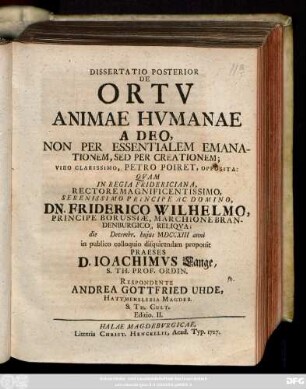 DISSERTATIO POSTERIOR
DE
ORTV
ANIMAE HVMANAE
A DEO,
NON PER ESSENTIALEM EMANA-
TIONEM, SED PER CREATIONEM;
VIRO CLARISSIMO, PETRO POIRET, OPPOSITA:
QVAM
IN REGIA FRIDERICIANA,
RECTORE MAGNIFICENTISSIMO,
SERENISSIMO PRINCIPE AC DOMINO,
DN. FRIDERICO WILHELMO,
PRINCIPE BORUSSIÆ, MARCHIONE BRAN-
DENBURGICO, RELIQVA:
die Decembr. hujus MDCCXIII anni
in publico colloquio disquirendam proponit
PRAESES
D. IOACHIMVS Lange,
S. TH. PROF. ORDIN.
RESPONDENTE
ANDREA GOTTFRIED UHDE,
MAGDEB.
S. TH. CULT.
Editio. II.
HALAE MAGDEBVRGICAE,
Literis CHRIST. HENCKELII, Acad. Typ. 1717.